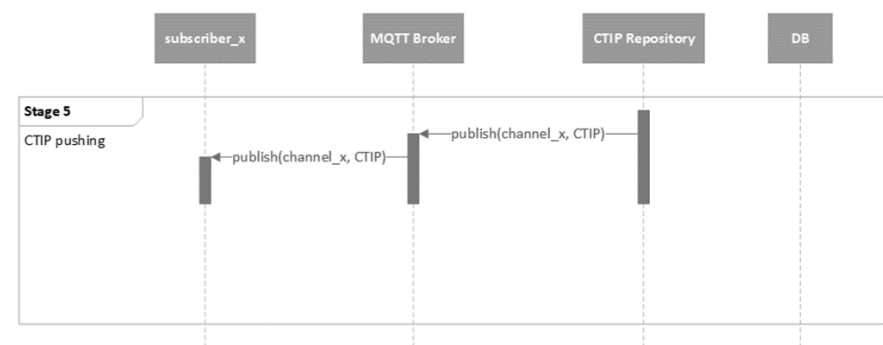 subscriber_x
MQTT Broker
CTIP Repository
DB
Stage 5
CTIP pushing
publish(channel_x, CTIP)
publish(channel_x, CTIP)